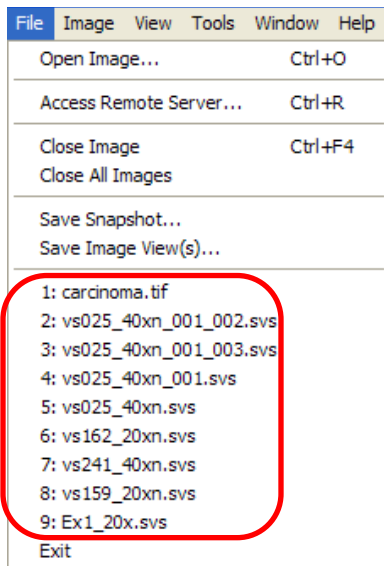 File Image View Tools Window Help
Open Image... Ctrl+O
Access Remote Server... Ctrl+R
Close Image Ctrl+F4
Close All Images
Save Snapshot...
Save Image View(s)...
1: carcinoma.tif
2: vs025_40xn_001_002.svs
3: vs025_40xn_001_003.svs
4: vs025_40xn_001.svs
5: vs025_40xn.svs
6: vs162_20xn.svs
7: vs241_40xn.svs
8: vs159_20xn.svs
9: Ex1_20x.svs
Exit